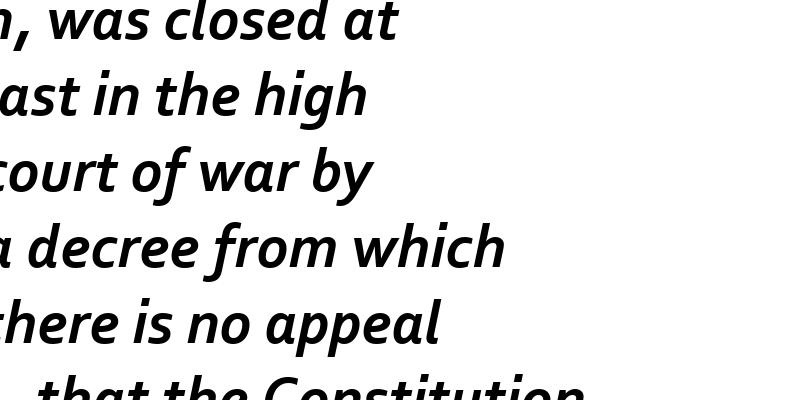 , was closed at
in the high
court of war by
a decree from which
there is no appeal
that the Constitution